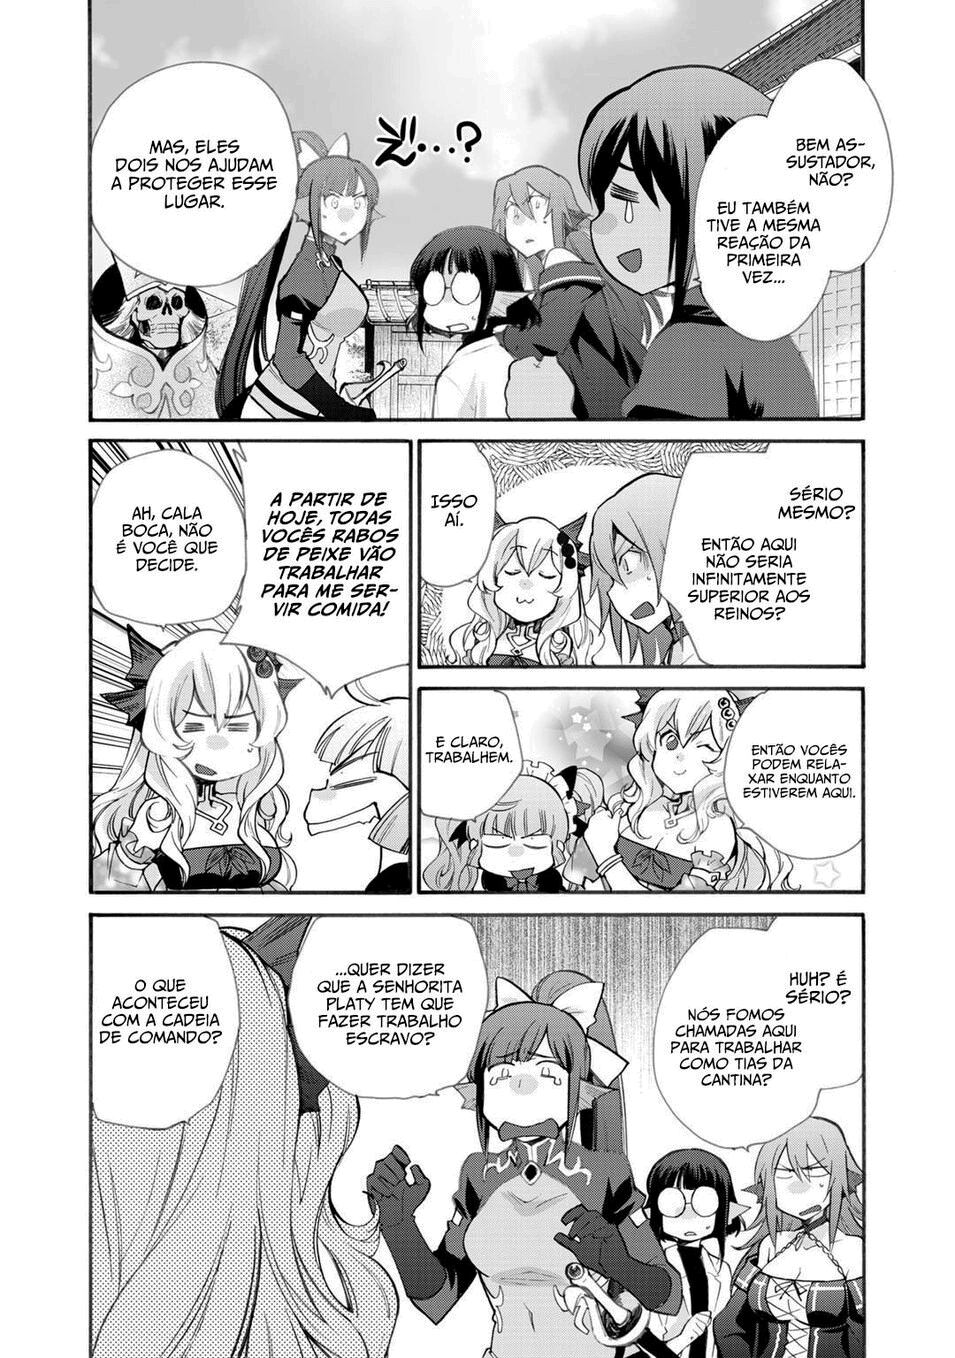 BEM AS-
SUSTADOR,
NÃO?
EU TAMBÉM
TIVE A MESMA
REAÇÃO DA
PRIMEIRA
VEZ...
...?
MAS, ELES
DOIS NOS AJUDAM
A PROTEGER ESSE
LUGAR.
SÉRIO
MESMO?
ENTÃO AQUI
NÃO SERIA
INFINITAMENTE
SUPERIOR AOS
REINOS?
ISSO
AÍ.
ENTÃO VOCÊS
PODEM RELA-
XAR ENQUANTO
ESTIVEREM AQUI.
E CLARO,
TRABALHEM.
A PARTIR DE
HOJE, TODAS
VOCÊS RABOS
DE PEIXE VÃO
TRABALHAR
PARA ME SER-
VIR COMIDA!
AH, CALA
BOCA, NÃO
É VOCÊ QUE
DECIDE.
HUH? É
SÉRIO?
NÓS FOMOS
CHAMADAS AQUI
PARA TRABALHAR
COMO TIAS DA
CANTINA?
...QUER DIZER
QUE A SENHORITA
PLATY TEM QUE
FAZER TRABALHO
ESCRAVO?
O QUE
ACONTECEU
COM A CADEIA
DE COMANDO?